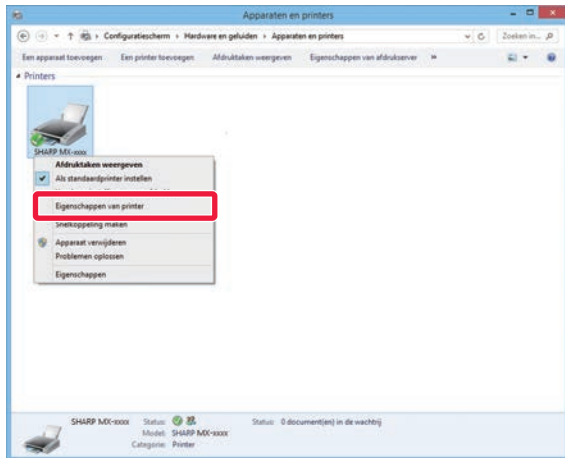 Apparaten en printers
Configuratiescherm Hardware en geluiden Apparaten en printers
Zoeken in...
Een apparaat toevoegen Een printer toevoegen Afdruktaken weergeven Eigenschappen van afdrukserver »
Printers
SHARP MX-xxxx
Afdruktaken weergeven
Als standaardprinter instellen
Eigenschappen van printer
Snelkoppeling maken
Apparaat verwijderen
Problemen oplossen
Eigenschappen
SHARP MX-xxxx Status: Status: 0 document(en) in de wachtrij
Model: SHARP MX-xxxx
Categorie: Printer